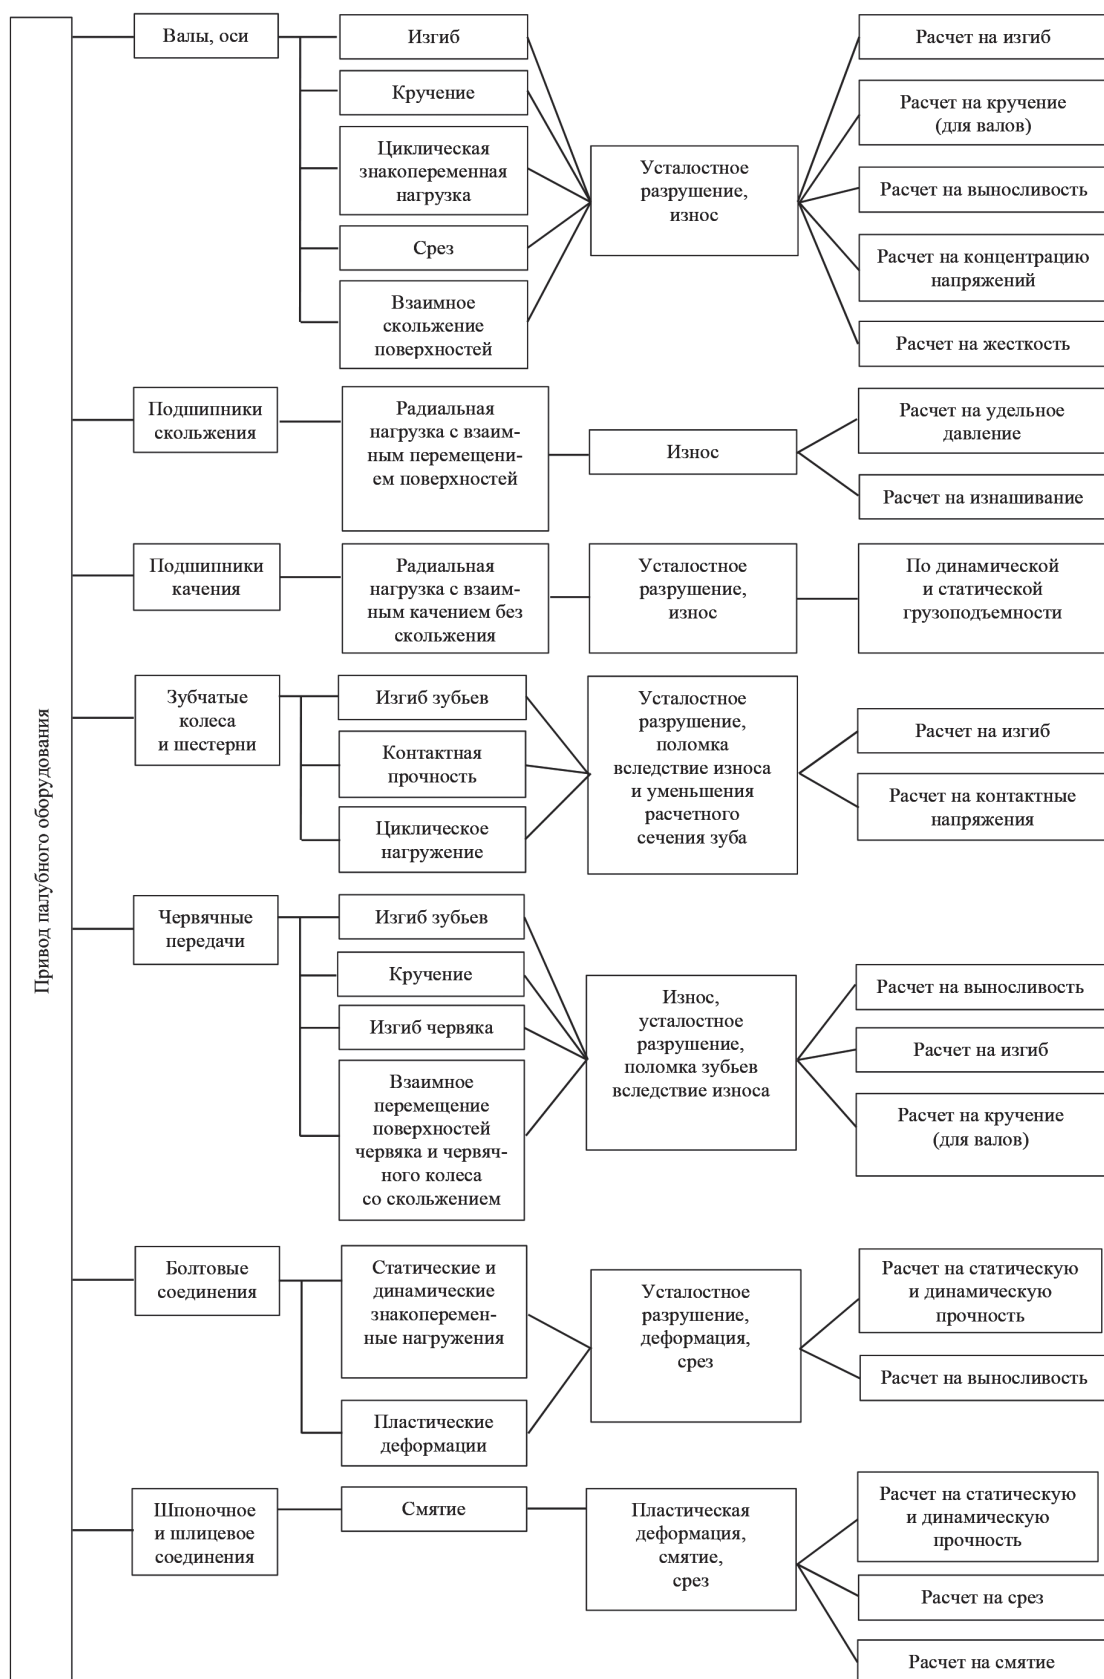 Привод палубного оборудования
Валы, оси
Изгиб
Кручение
Циклическая
знакопеременная
нагрузка
Срез
Взаимное
скольжение
поверхностей
Усталостное
разрушение,
износ
Расчет на изгиб
Расчет на кручение
(для валов)
Расчет на выносливость
Расчет на концентрацию
напряжений
Расчет на жесткость
Подшипники
скольжения
Радиальная
нагрузка с взаим-
ным перемещени-
ем поверхностей
Износ
Расчет на удельное
давление
Расчет на изнашивание
Подшипники
качения
Радиальная
нагрузка с взаим-
ным качением без
скольжения
Усталостное
разрушение,
износ
По динамической
и статической
грузоподъемности
Зубчатые
колеса
и шестерни
Изгиб зубьев
Контактная
прочность
Циклическое
нагружение
Усталостное
разрушение,
поломка
вследствие износа
и уменьшения
расчетного
сечения зуба
Расчет на изгиб
Расчет на контактные
напряжения
Червячные
передачи
Изгиб зубьев
Кручение
Изгиб червяка
Взаимное
перемещение
поверхностей
червяка и червяч-
ного колеса
со скольжением
Износ,
усталостное
разрушение,
поломка зубьев
вследствие износа
Расчет на выносливость
Расчет на изгиб
Расчет на кручение
(для валов)
Болтовые
соединения
Статические и
динамические
знакоперемен-
ные нагружения
Пластические
деформации
Усталостное
разрушение,
деформация,
срез
Расчет на статическую
и динамическую
прочность
Расчет на выносливость
Шпоночное
и шлицевое
соединения
Смятие
Пластическая
деформация,
смятие,
срез
Расчет на статическую
и динамическую
прочность
Расчет на срез
Расчет на смятие